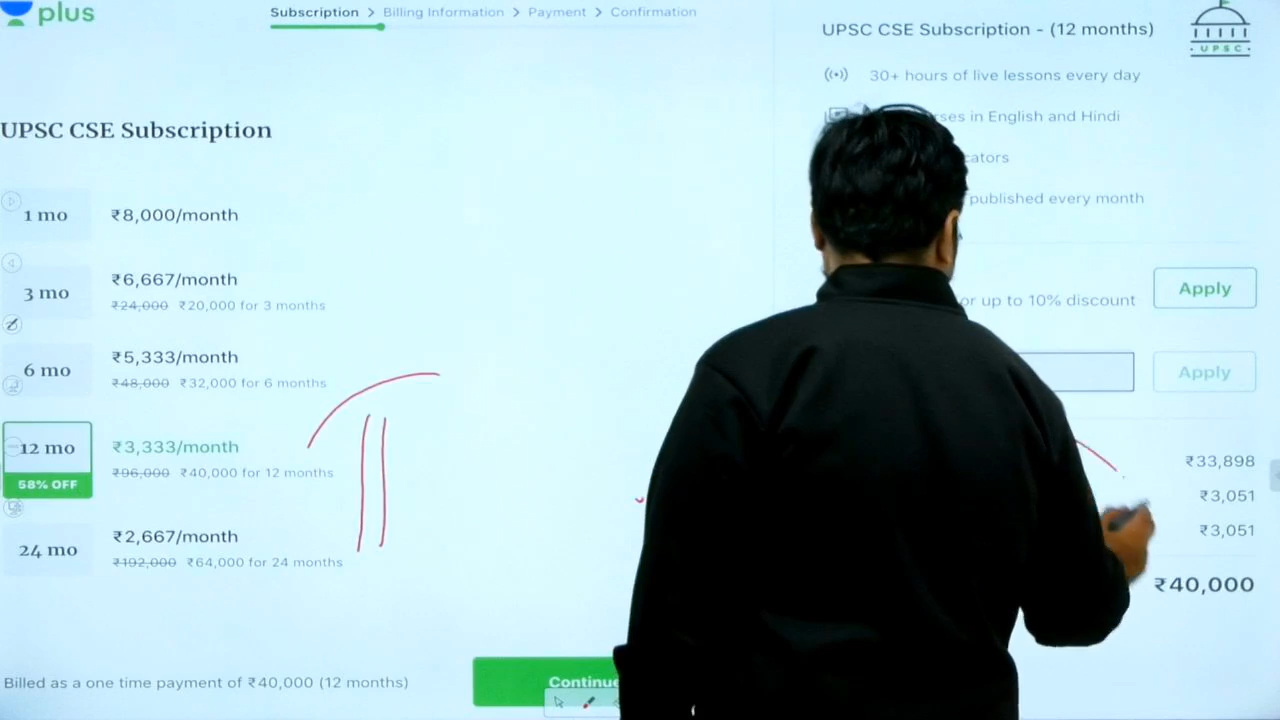 plus
Subscription > Billing Information > Payment > Confirmation
UPSC CSE Subscription
1 mo
₹8,000/month
3 mo
₹6,667/month
₹24,000 ₹20,000 for 3 months
6 mo
₹5,333/month
₹48,000 ₹32,000 for 6 months
12 mo
58% OFF
₹3,333/month
₹96,000 ₹40,000 for 12 months
24 mo
₹2,667/month
₹192,000 ₹64,000 for 24 months
Billed as a one time payment of ₹40,000 (12 months)
Continue
UPSC CSE Subscription - (12 months)
UPSC
30+ hours of live lessons every day
in English and Hindi
published every month
up to 10% discount
Apply
Apply
₹33,898
₹3,051
₹3,051
₹40,000